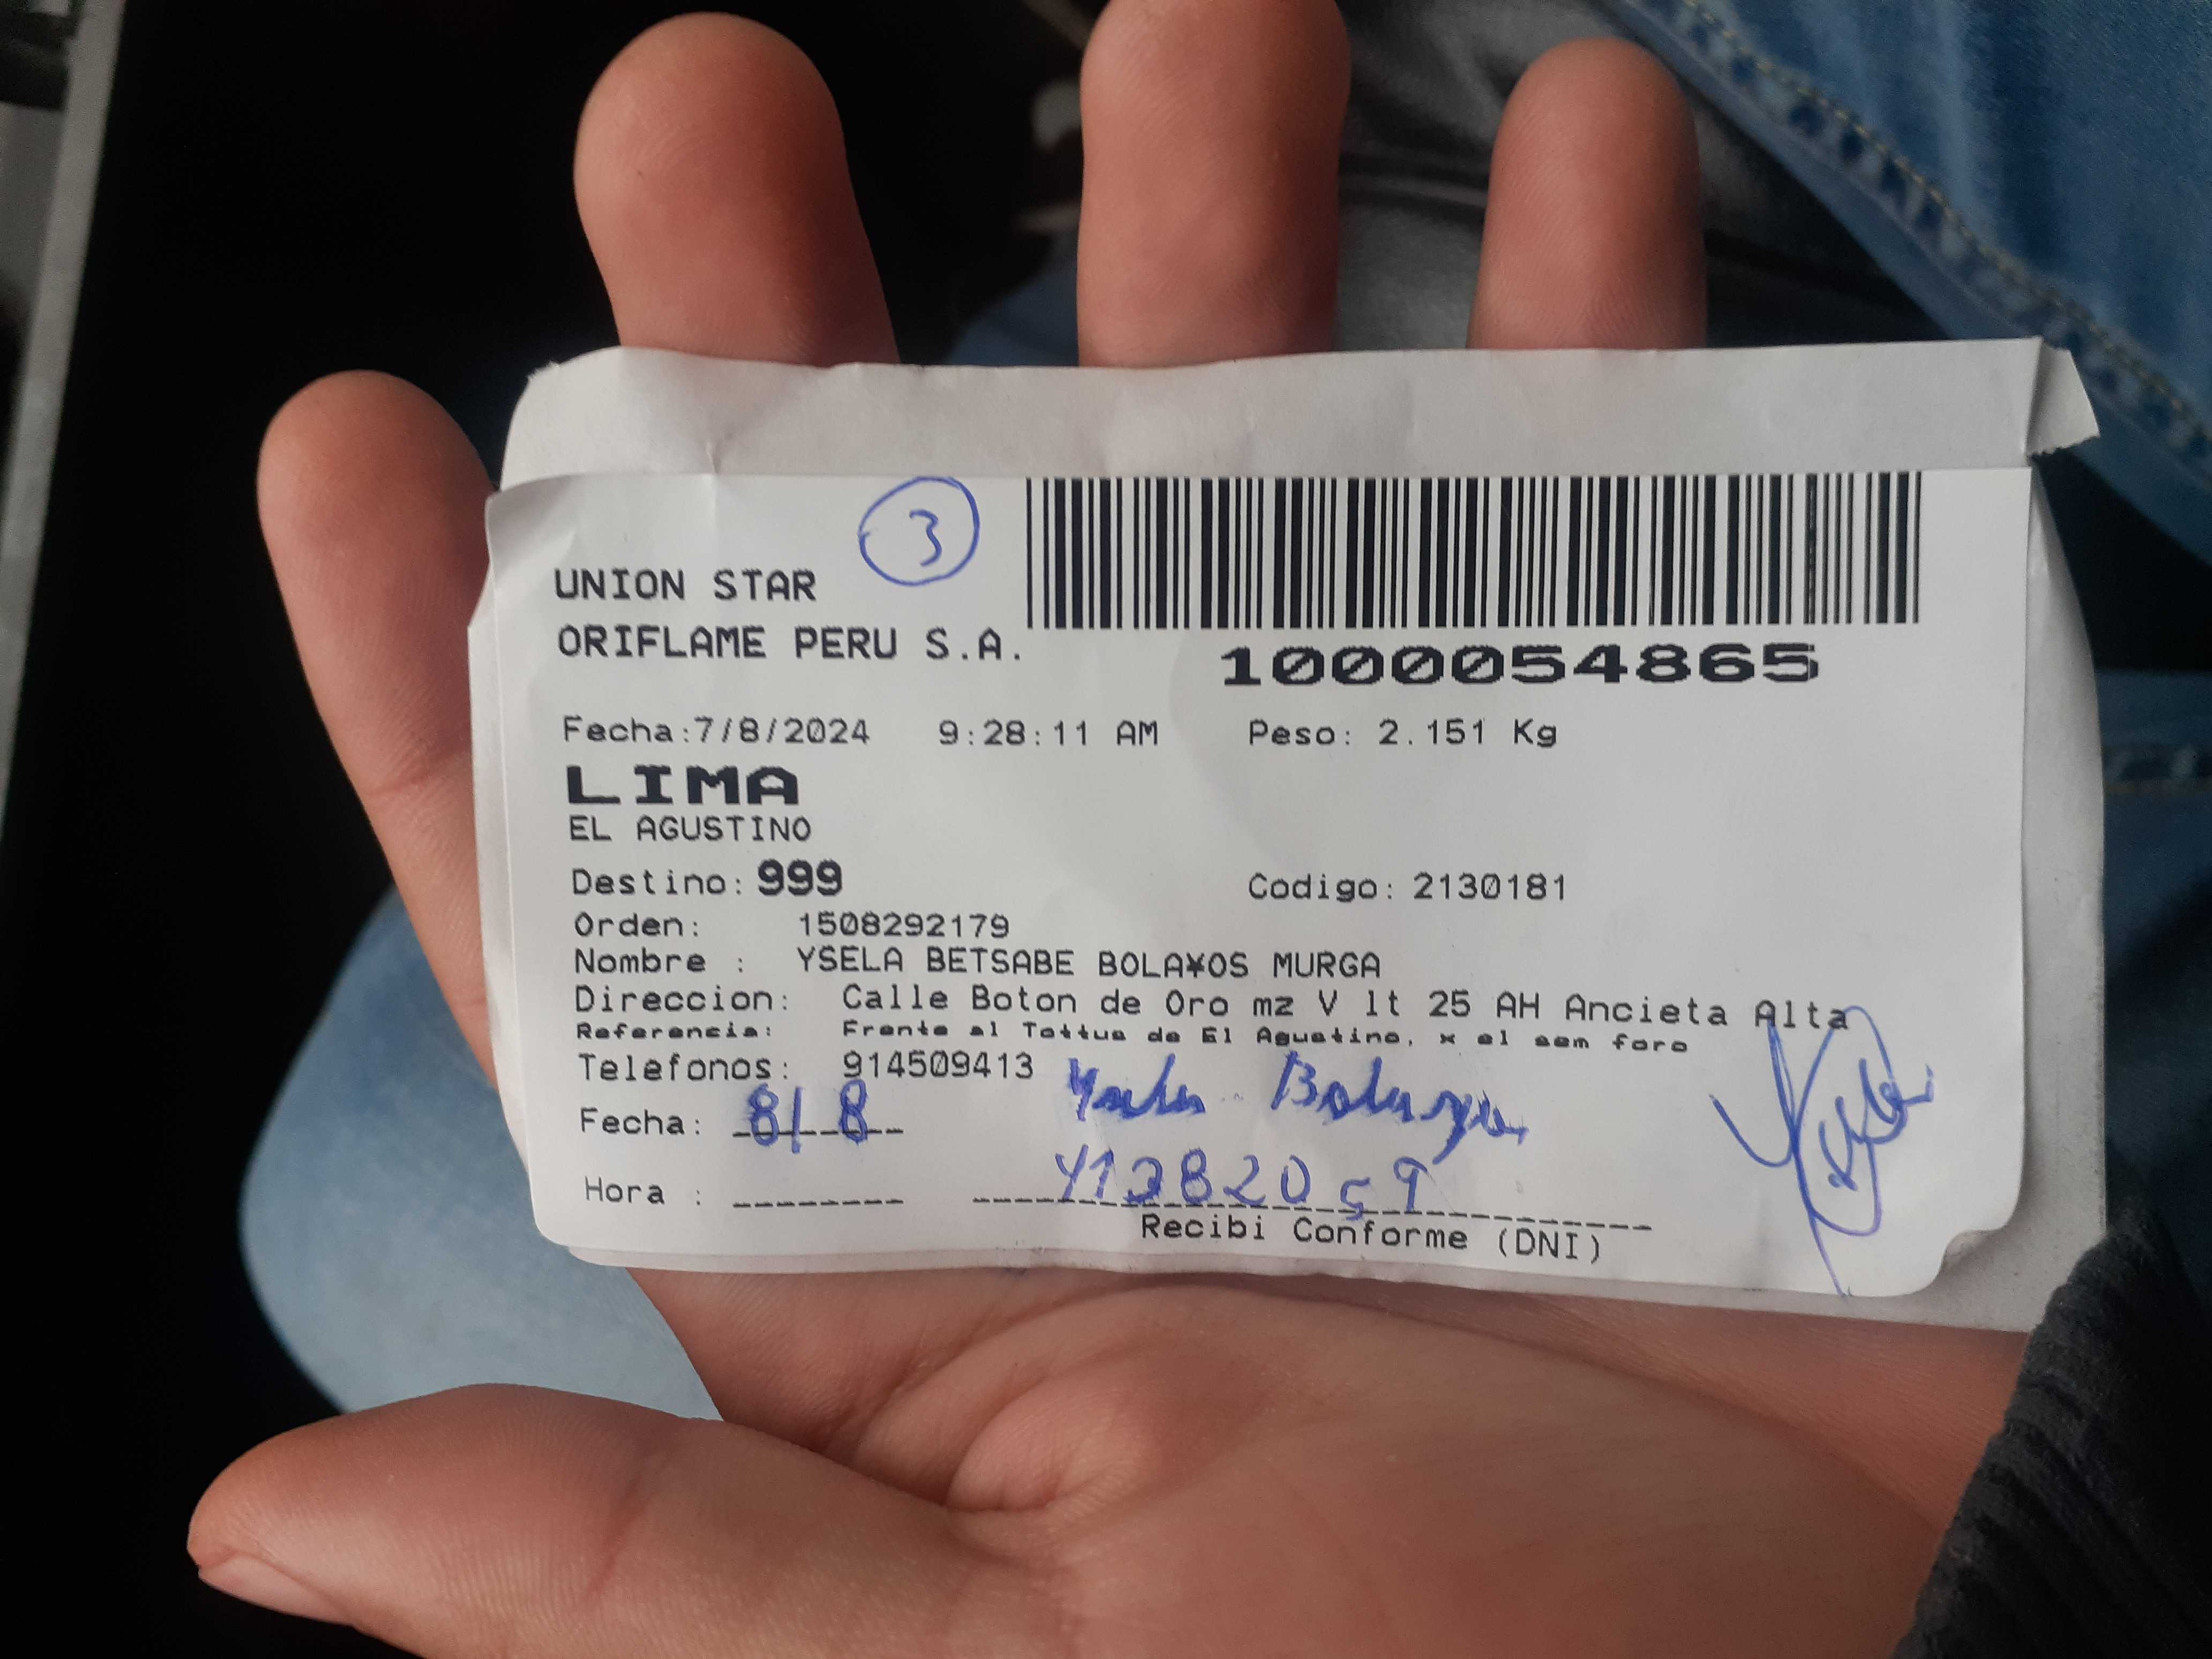 3
UNION STAR
ORIFLAME PERU S.A.
1000054865
Fecha:7/8/2024 9:28:11 AM Peso: 2.151 Kg
LIMA
EL AGUSTINO
Destino: 999 Codigo: 2130181
Orden: 1508292179
Nombre : YSELA BETSABE BOLA¥OS MURGA
Direccion: Calle Boton de Oro mz V lt 25 AH Ancieta Alta
Referencia: Frente al Tottus de El Agustino, x el sem foro
Telefonos: 914509413
Fecha: 8/8
Hora :
Recibi Conforme (DNI)